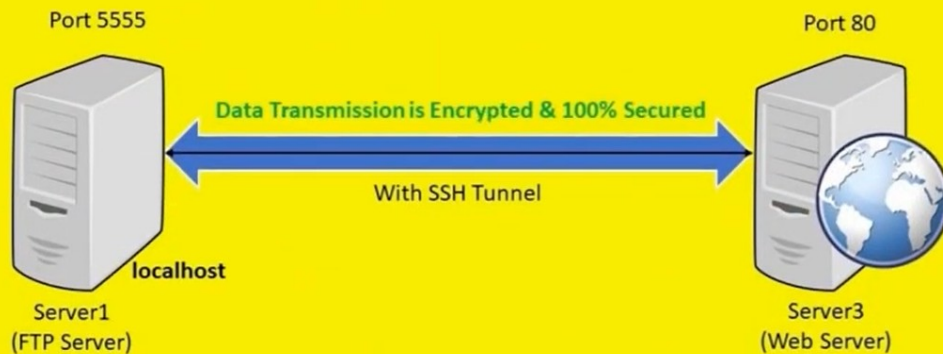 Port 5555
Port 80
Data Transmission is Encrypted & 100% Secured
With SSH Tunnel
localhost
Server1
(FTP Server)
Server3
(Web Server)